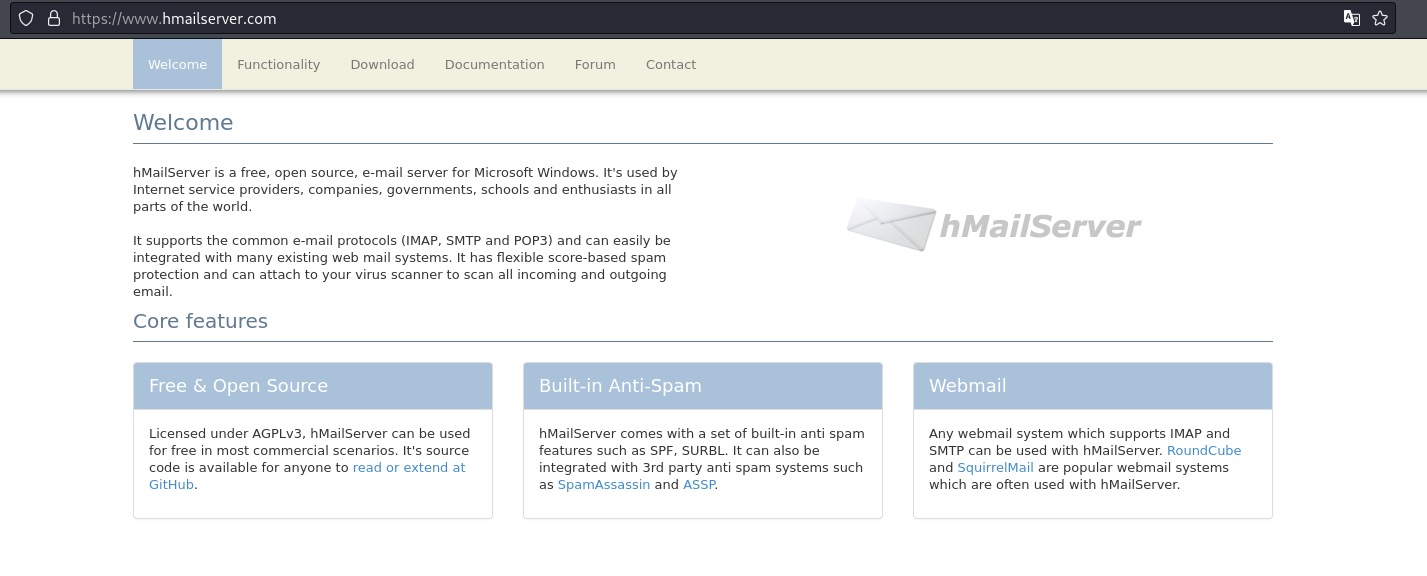 https://www.hmailserver.com
Welcome Functionality Download Documentation Forum Contact
Welcome
hMailServer is a free, open source, e-mail server for Microsoft Windows. It's used by
Internet service providers, companies, governments, schools and enthusiasts in all
parts of the world.
It supports the common e-mail protocols (IMAP, SMTP and POP3) and can easily be
integrated with many existing web mail systems. It has flexible score-based spam
protection and can attach to your virus scanner to scan all incoming and outgoing
email.
hMailServer
Core features
Free & Open Source
Licensed under AGPLv3, hMailServer can be used
for free in most commercial scenarios. It's source
code is available for anyone to read or extend at
GitHub.
Built-in Anti-Spam
hMailServer comes with a set of built-in anti spam
features such as SPF, SURBL. It can also be
integrated with 3rd party anti spam systems such
as SpamAssassin and ASSP.
Webmail
Any webmail system which supports IMAP and
SMTP can be used with hMailServer. RoundCube
and SquirrelMail are popular webmail systems
which are often used with hMailServer.